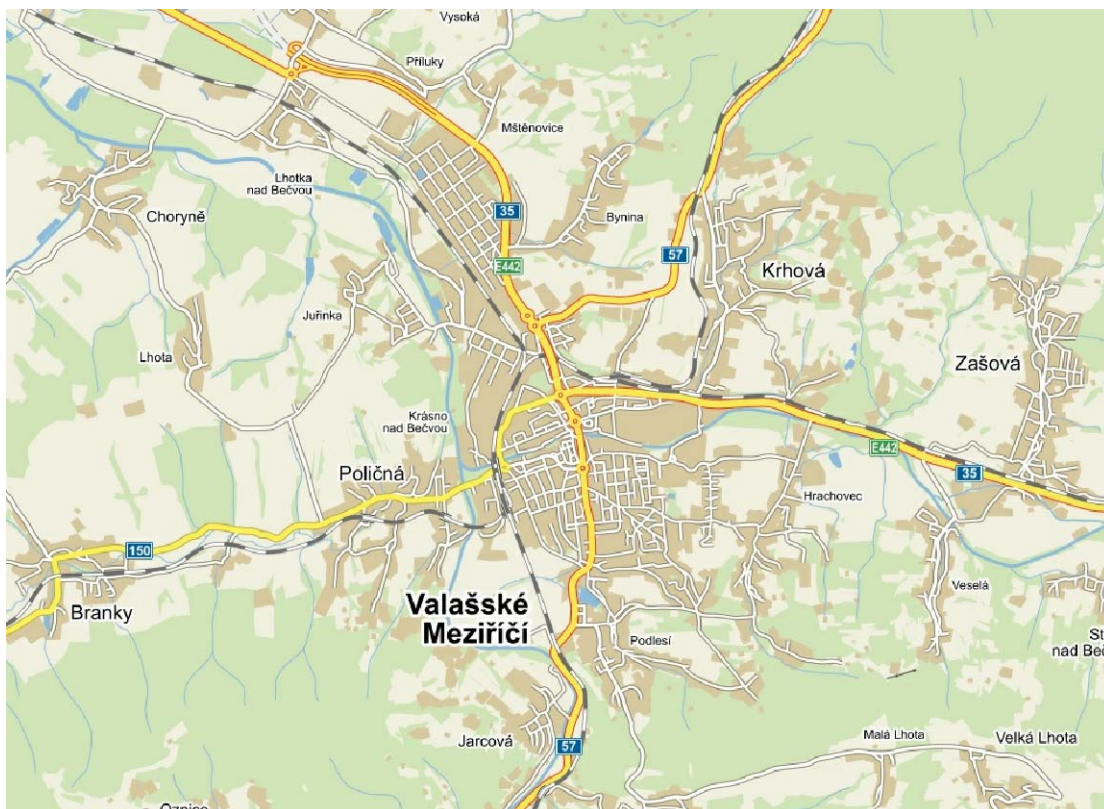 Vysoká
Příluky
Mštěnovice
Lhotka
nad Bečvou
Choryně
35
Bynina
57
E442
Krhová
Juřinka
Lhota
Zašová
Krásno
nad Bečvou
E442
Poličná
35
Hrachovec
150
Branky
Valašské
Meziříčí
Veselá
Podlesí
nad Beč
Jarcová
57
Malá Lhota
Velká Lhota